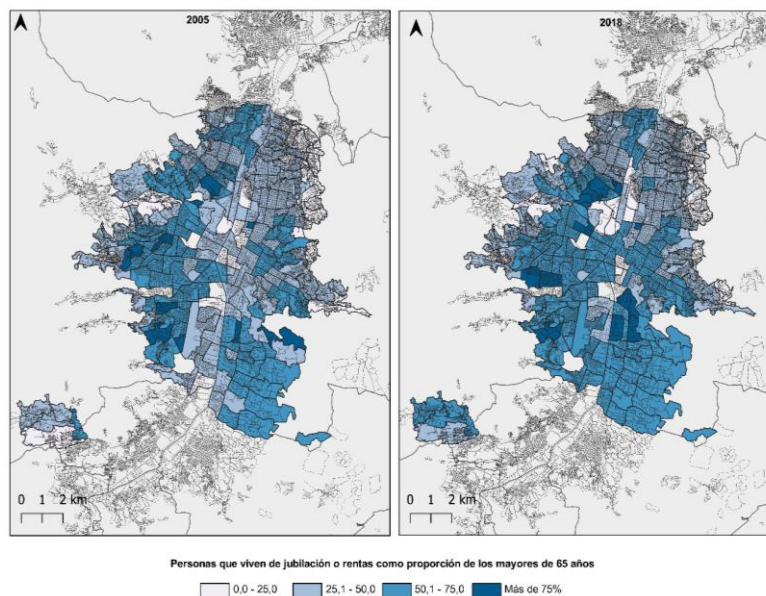 2005
2018
0 1 2 km
0 1 2 km
Personas que viven de jubilación o rentas como proporción de los mayores de 65 años
0,0 - 25,0 25,1 - 50,0 50,1 - 75,0 Más de 75%